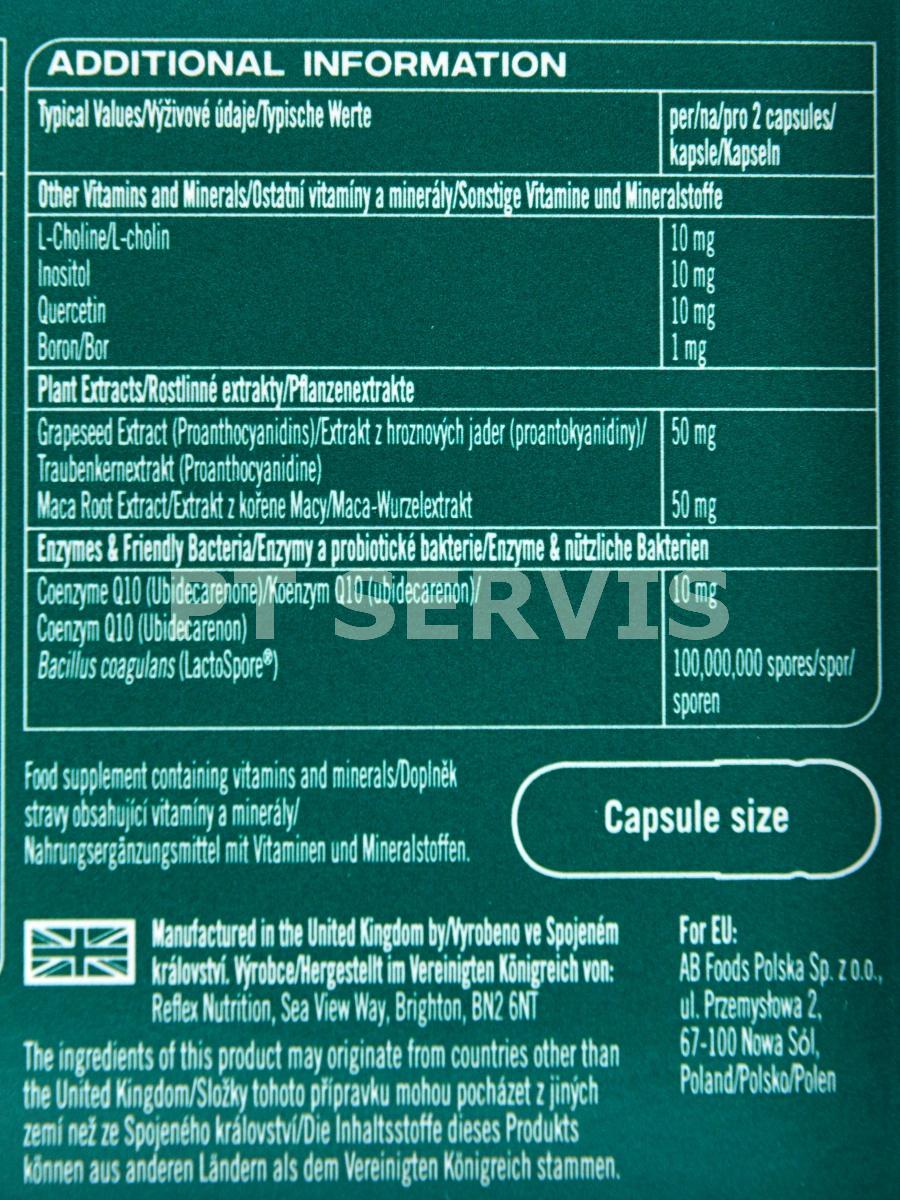 ADDITIONAL INFORMATION
Typical Values/Výživové údaje/Typische Werte
per/na/pro 2 capsules/
kapsle/Kapseln
Other Vitamins and Minerals/Ostatní vitamíny a minerály/Sonstige Vitamine und Mineralstoffe
L-Choline/L-cholin 10 mg
Inositol 10 mg
Quercetin 10 mg
Boron/Bor 1 mg
Plant Extracts/Rostlinné extrakty/Pflanzenextrakte
Grapeseed Extract (Proanthocyanidins)/Extrakt z hroznových jader (proantokyanidiny)/ 50 mg
Traubenkernextrakt (Proanthocyanidine)
Maca Root Extract/Extrakt z kořene Macy/Maca-Wurzelextrakt 50 mg
Enzymes & Friendly Bacteria/Enzymy a probiotické bakterie/Enzyme & nützliche Bakterien
Coenzyme Q10 (Ubidecarenone)/Koenzym Q10 (ubidecarenon)/ 10 mg
Coenzym Q10 (Ubidecarenon)
Bacillus coagulans (LactoSpore®) 100,000,000 spores/spor/
sporen
PT SERVIS
Food supplement containing vitamins and minerals/Doplněk
stravy obsahující vitamíny a minerály/
Nahrungsergänzungsmittel mit Vitaminen und Mineralstoffen.
Capsule size
Manufactured in the United Kingdom by/Vyrobeno ve Spojeném
království. Výrobce/Hergestellt im Vereinigten Königreich von:
Reflex Nutrition, Sea View Way, Brighton, BN2 6NT
For EU:
AB Foods Polska Sp. z o.o.,
ul. Przemysłowa 2,
67-100 Nowa Sól,
Poland/Polsko/Polen
The ingredients of this product may originate from countries other than
the United Kingdom/Složky tohoto přípravku mohou pocházet z jiných
zemí než ze Spojeného království/Die Inhaltsstoffe dieses Produkts
können aus anderen Ländern als dem Vereinigten Königreich stammen.